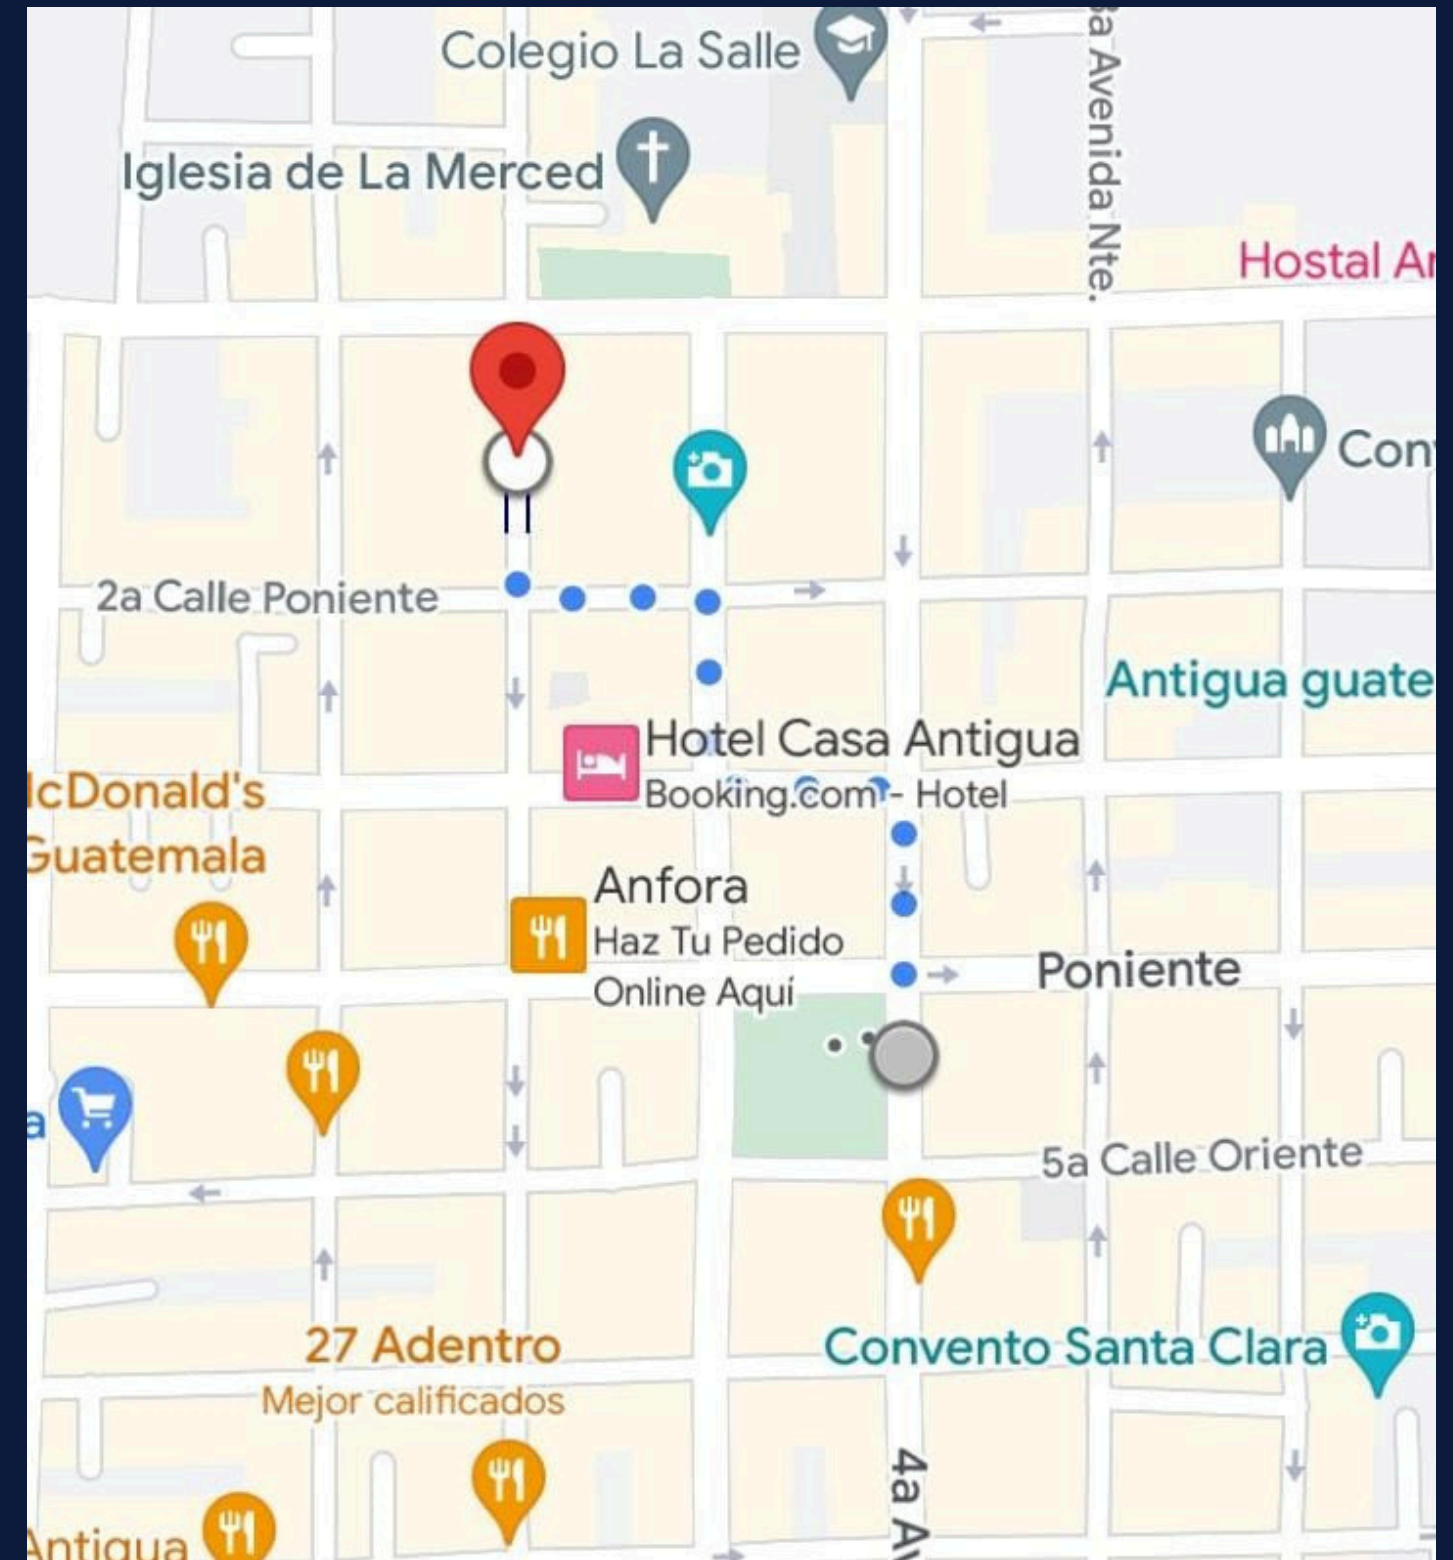 Colegio La Salle
Iglesia de La Merced
a Avenida Nte.
Hostal
2a Calle Poniente
Antigua guate
Hotel Casa Antigua
Booking.com - Hotel
cDonald's
Guatemala
Anfora
Haz Tu Pedido
Online Aquí
Poniente
a
5a Calle Oriente
27 Adentro
Mejor calificados
Convento Santa Clara
4a
Antigua